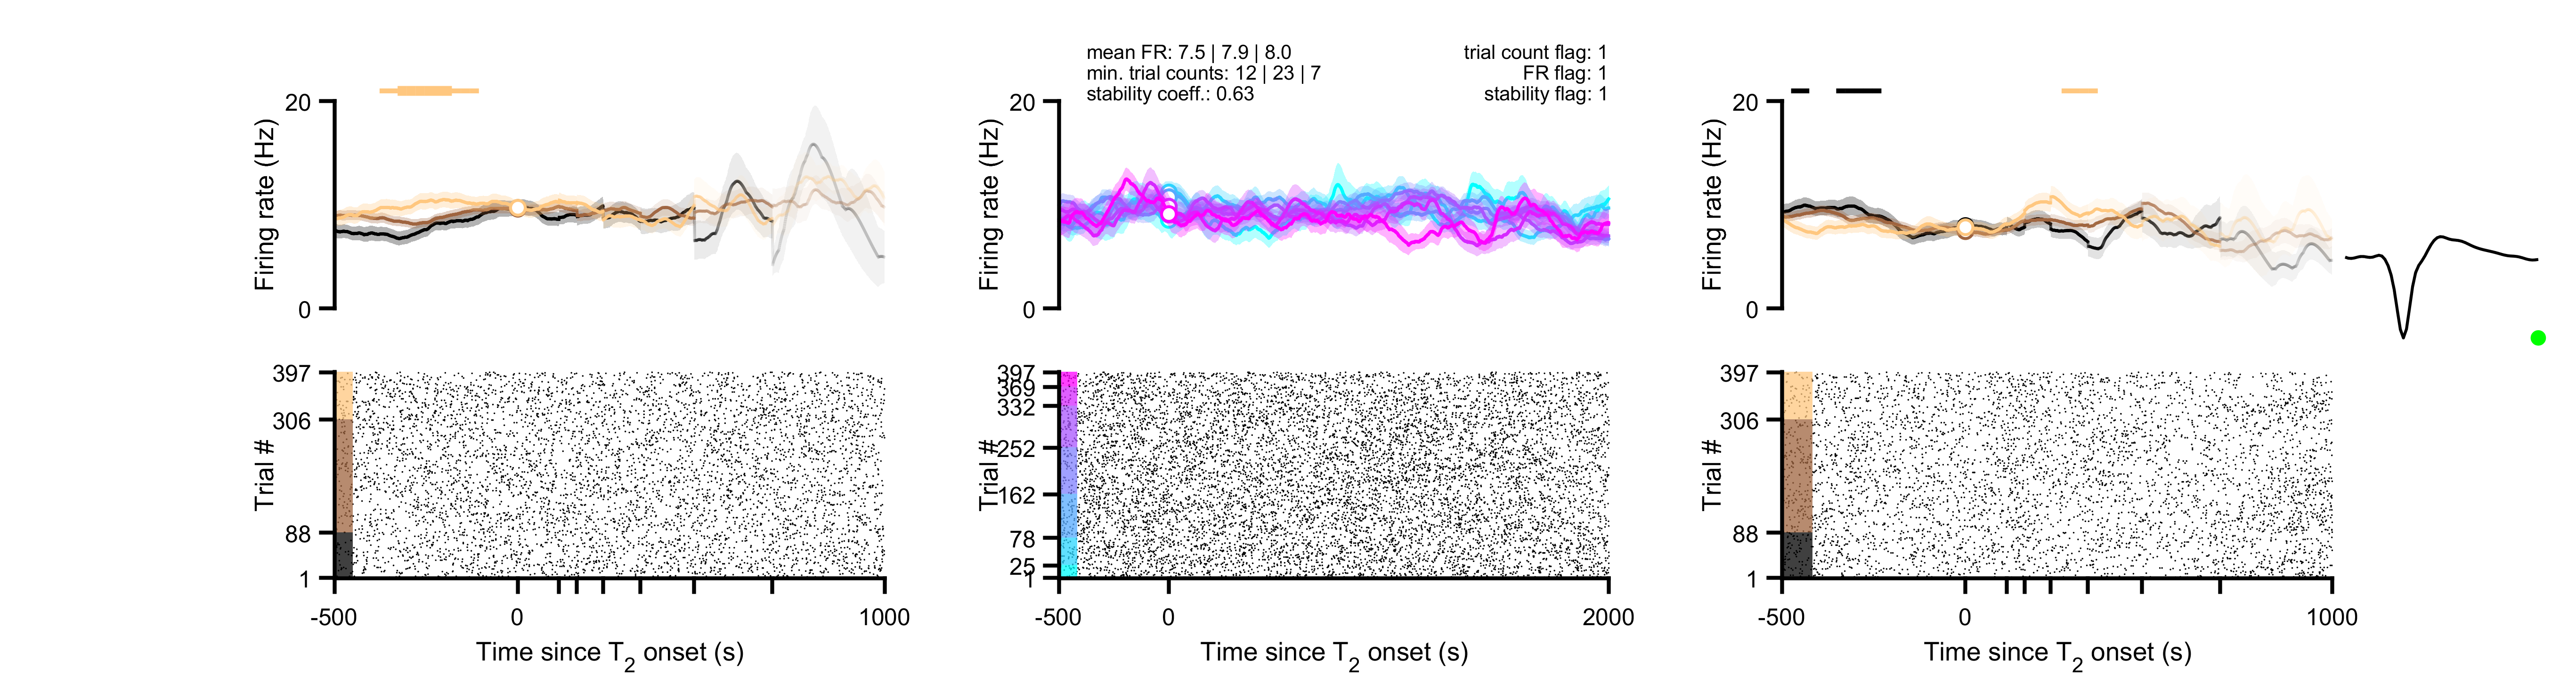 mean FR: 7.5 | 7.9 | 8.0
min. trial counts: 12 | 23 | 7
stability coeff.: 0.63
trial count flag: 1
FR flag: 1
stability flag: 1
Firing rate (Hz)
20
0
Firing rate (Hz)
20
0
Firing rate (Hz)
20
0
Trial #
397
306
88
1
-500
0
1000
Time since T2 onset (s)
Trial #
397
369
332
252
162
78
25
1
-500
0
2000
Time since T2 onset (s)
Trial #
397
306
88
1
-500
0
1000
Time since T2 onset (s)